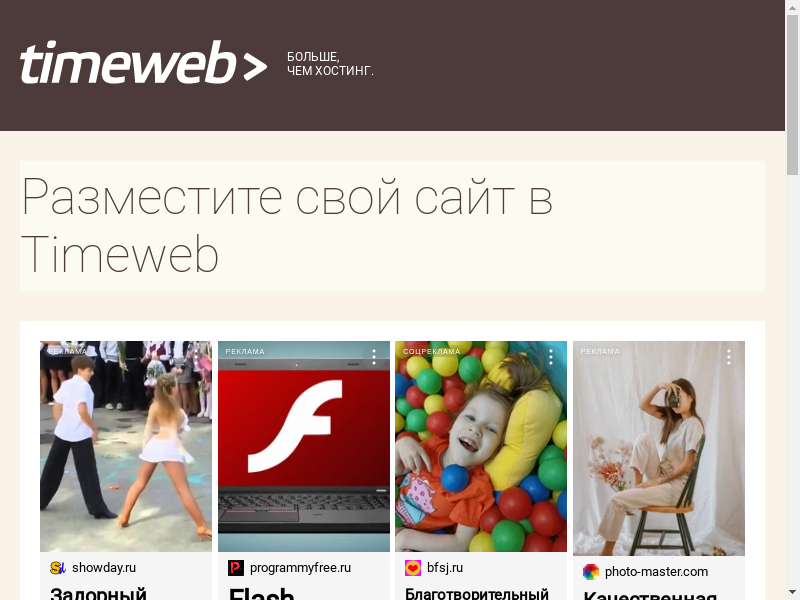 timeweb>
БОЛЬШЕ,
ЧЕМ ХОСТИНГ.
Разместите свой сайт в
Timeweb
РЕКЛАМА
РЕКЛАМА
СОЦРЕКЛАМА
РЕКЛАМА
showday.ru
programmyfree.ru
bfsj.ru
photo-master.com
Задорный
Flash
Благотворительный
Качественная